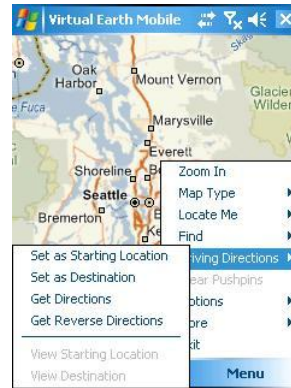 Virtual Earth Mobile
Oak
Harbor
Mount Vernon
Glacier
Wilder
e Fuca
Marysville
Everett
Shoreline
Seattle
Bremerton
Zoom In
Map Type
Locate Me
Find
riving Directions
ear Pushpins
ptions
ore
xit
Set as Starting Location
Set as Destination
Get Directions
Get Reverse Directions
View Starting Location
View Destination
Menu